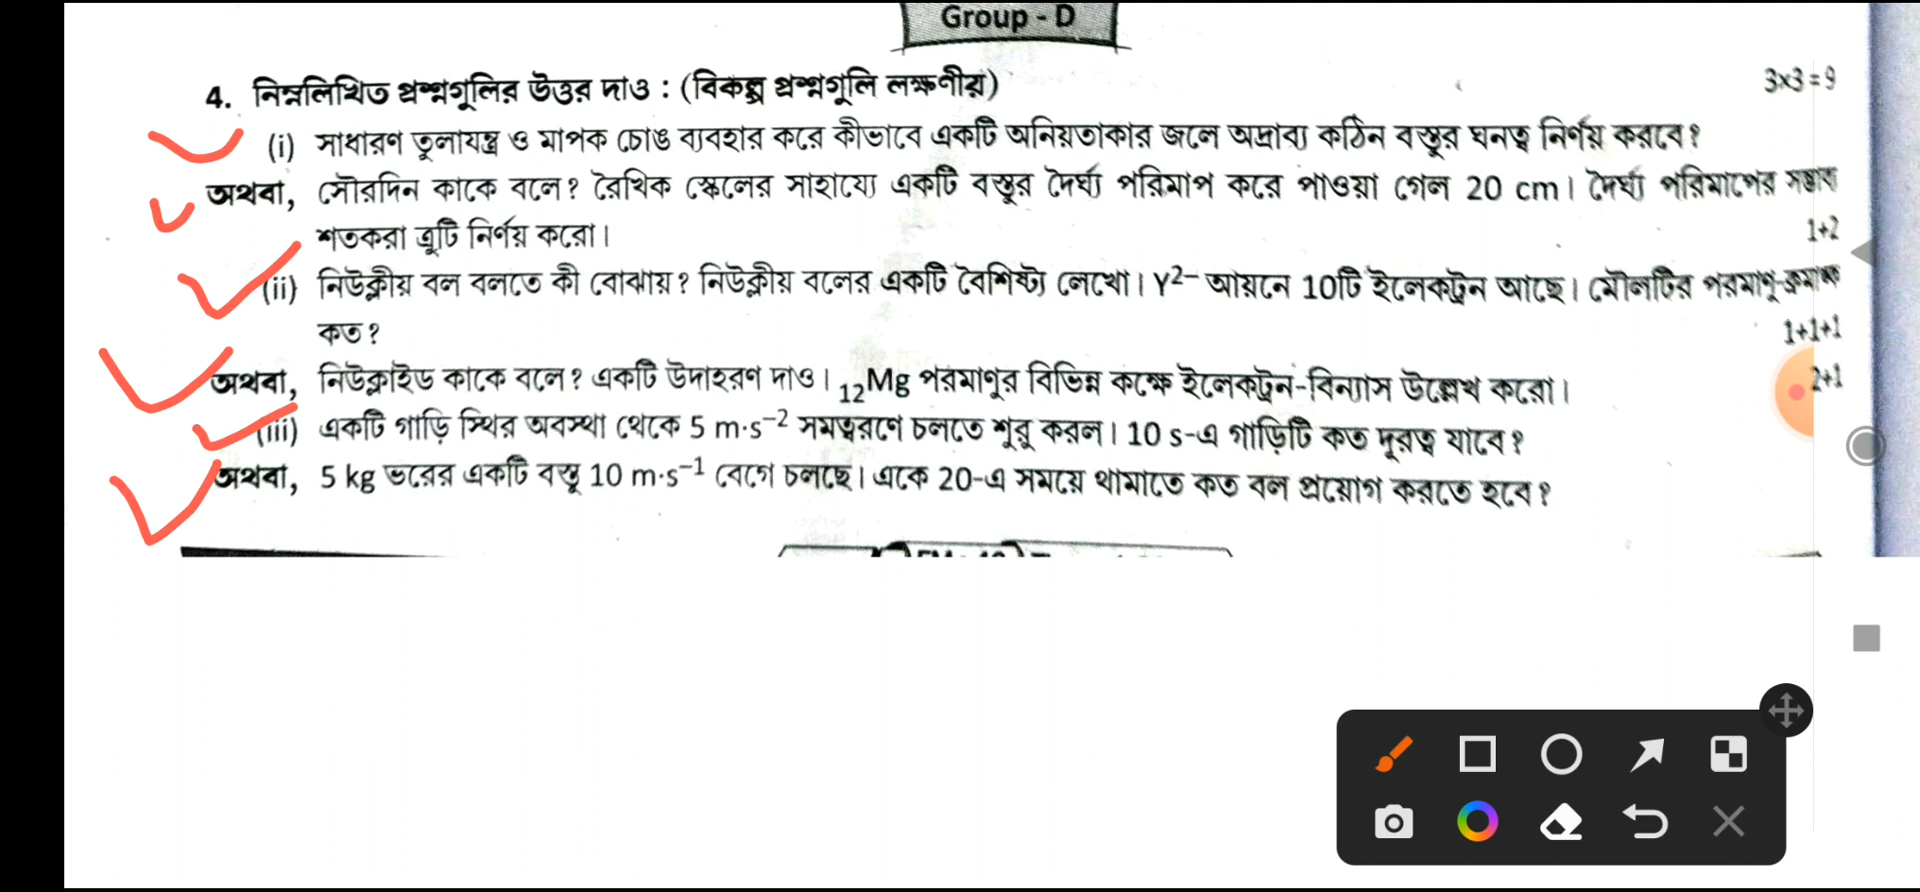 Group - D
4. নিম্নলিখিত প্রশ্নগুলির উত্তর দাও : (বিকল্প প্রশ্নগুলি লক্ষণীয়) 3×3=9
(i) সাধারণ তুলাযন্ত্র ও মাপক চোঙ ব্যবহার করে কীভাবে একটি অনিয়তাকার জলে অদ্রাব্য কঠিন বস্তুর ঘনত্ব নির্ণয় করবে?
অথবা, সৌরদিন কাকে বলে? রৈখিক স্কেলের সাহায্যে একটি বস্তুর দৈর্ঘ্য পরিমাপ করে পাওয়া গেল 20 cm। দৈর্ঘ্য পরিমাপের সম্ভাব্য
শতকরা ত্রুটি নির্ণয় করো। 1+2
(ii) নিউক্লীয় বল বলতে কী বোঝায়? নিউক্লীয় বলের একটি বৈশিষ্ট্য লেখো। Y²⁻ আয়নে 10টি ইলেকট্রন আছে। মৌলটির পরমাণু-ক্রমাঙ্ক
কত? 1+1+1
অথবা, নিউক্লাইড কাকে বলে? একটি উদাহরণ দাও। ₁₂Mg পরমাণুর বিভিন্ন কক্ষে ইলেকট্রন-বিন্যাস উল্লেখ করো। 2+1
(iii) একটি গাড়ি স্থির অবস্থা থেকে 5 m·s⁻² সমত্বরণে চলতে শুরু করল। 10 s-এ গাড়িটি কত দূরত্ব যাবে?
অথবা, 5 kg ভরের একটি বস্তু 10 m·s⁻¹ বেগে চলছে। একে 20-এ সময়ে থামাতে কত বল প্রয়োগ করতে হবে?